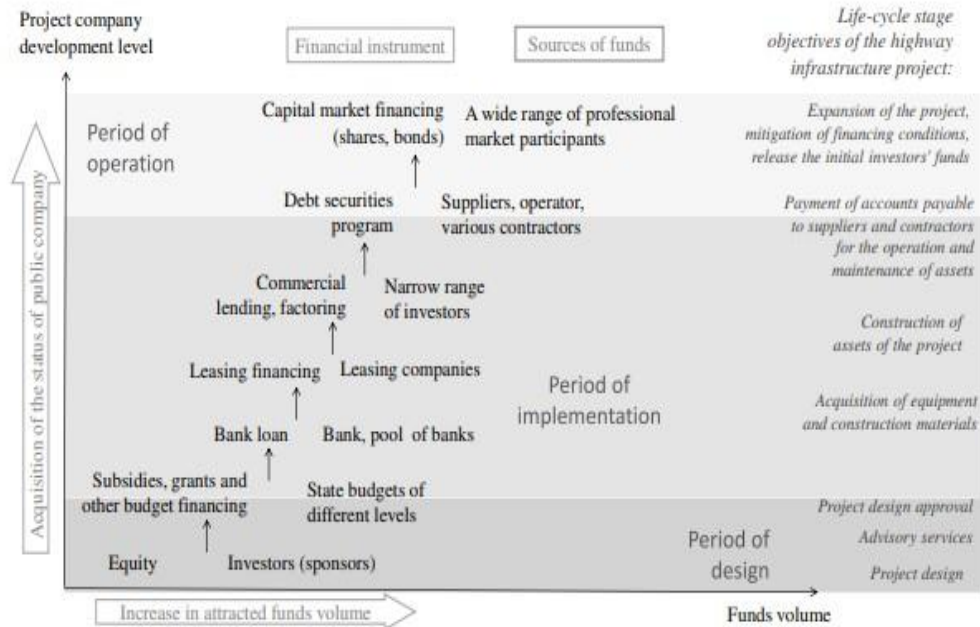 Project company
development level
Financial instrument
Sources of funds
Life-cycle stage
objectives of the highway
infrastructure project:
Acquisition of the status of public company
Period of
operation
Capital market financing
(shares, bonds)
A wide range of professional
market participants
Expansion of the project,
mitigation of financing conditions,
release the initial investors' funds
Debt securities
program
Suppliers, operator,
various contractors
Payment of accounts payable
to suppliers and contractors
for the operation and
maintenance of assets
Commercial
lending, factoring
Narrow range
of investors
Construction of
assets of the project
Leasing financing
Leasing companies
Period of
implementation
Acquisition of equipment
and construction materials
Bank loan
Bank, pool of banks
Subsidies, grants and
other budget financing
State budgets of
different levels
Project design approval
Advisory services
Period of
design
Equity
Investors (sponsors)
Project design
Increase in attracted funds volume
Funds volume